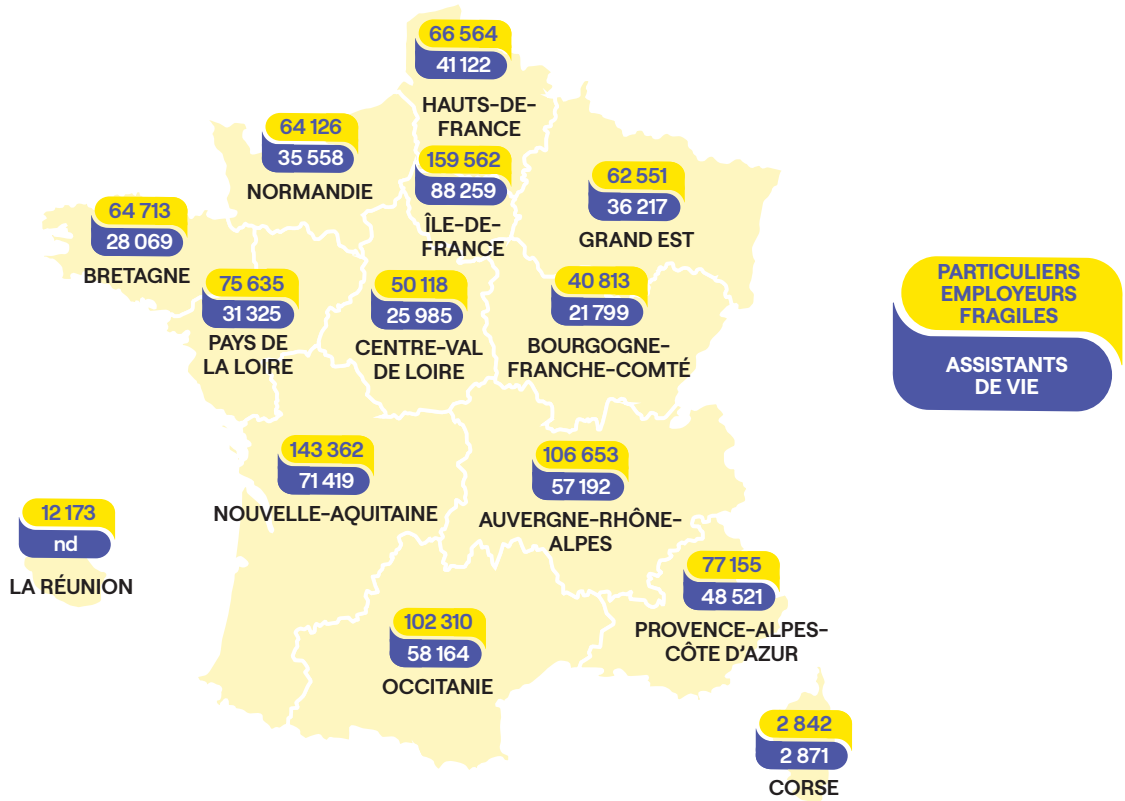 66 564
41 122
HAUTS-DE-
FRANCE
64 126
35 558
NORMANDIE
159 562
88 259
ÎLE-DE-
FRANCE
62 551
36 217
GRAND EST
64 713
28 069
BRETAGNE
75 635
31 325
PAYS DE
LA LOIRE
50 118
25 985
CENTRE-VAL
DE LOIRE
40 813
21 799
BOURGOGNE-
FRANCHE-COMTÉ
PARTICULIERS
EMPLOYEURS
FRAGILES
ASSISTANTS
DE VIE
143 362
71 419
NOUVELLE-AQUITAINE
106 653
57 192
AUVERGNE-RHÔNE-
ALPES
12 173
nd
LA RÉUNION
77 155
48 521
PROVENCE-ALPES-
CÔTE D'AZUR
102 310
58 164
OCCITANIE
2 842
2 871
CORSE